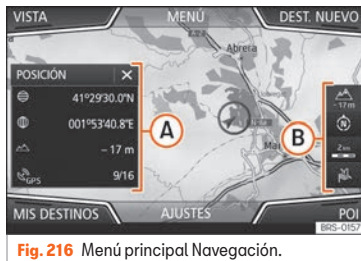 VISTA
MENÚ
DEST. NUEVO
Abrera
POSICIÓN
41º29'30.0"N
001º53'40.8"E
– 17 m
GPS 9/16
A
B
– 17 m
N
2 km
MIS DESTINOS
AJUSTES
POI
BRS-0157
Fig. 216 Menú principal Navegación.